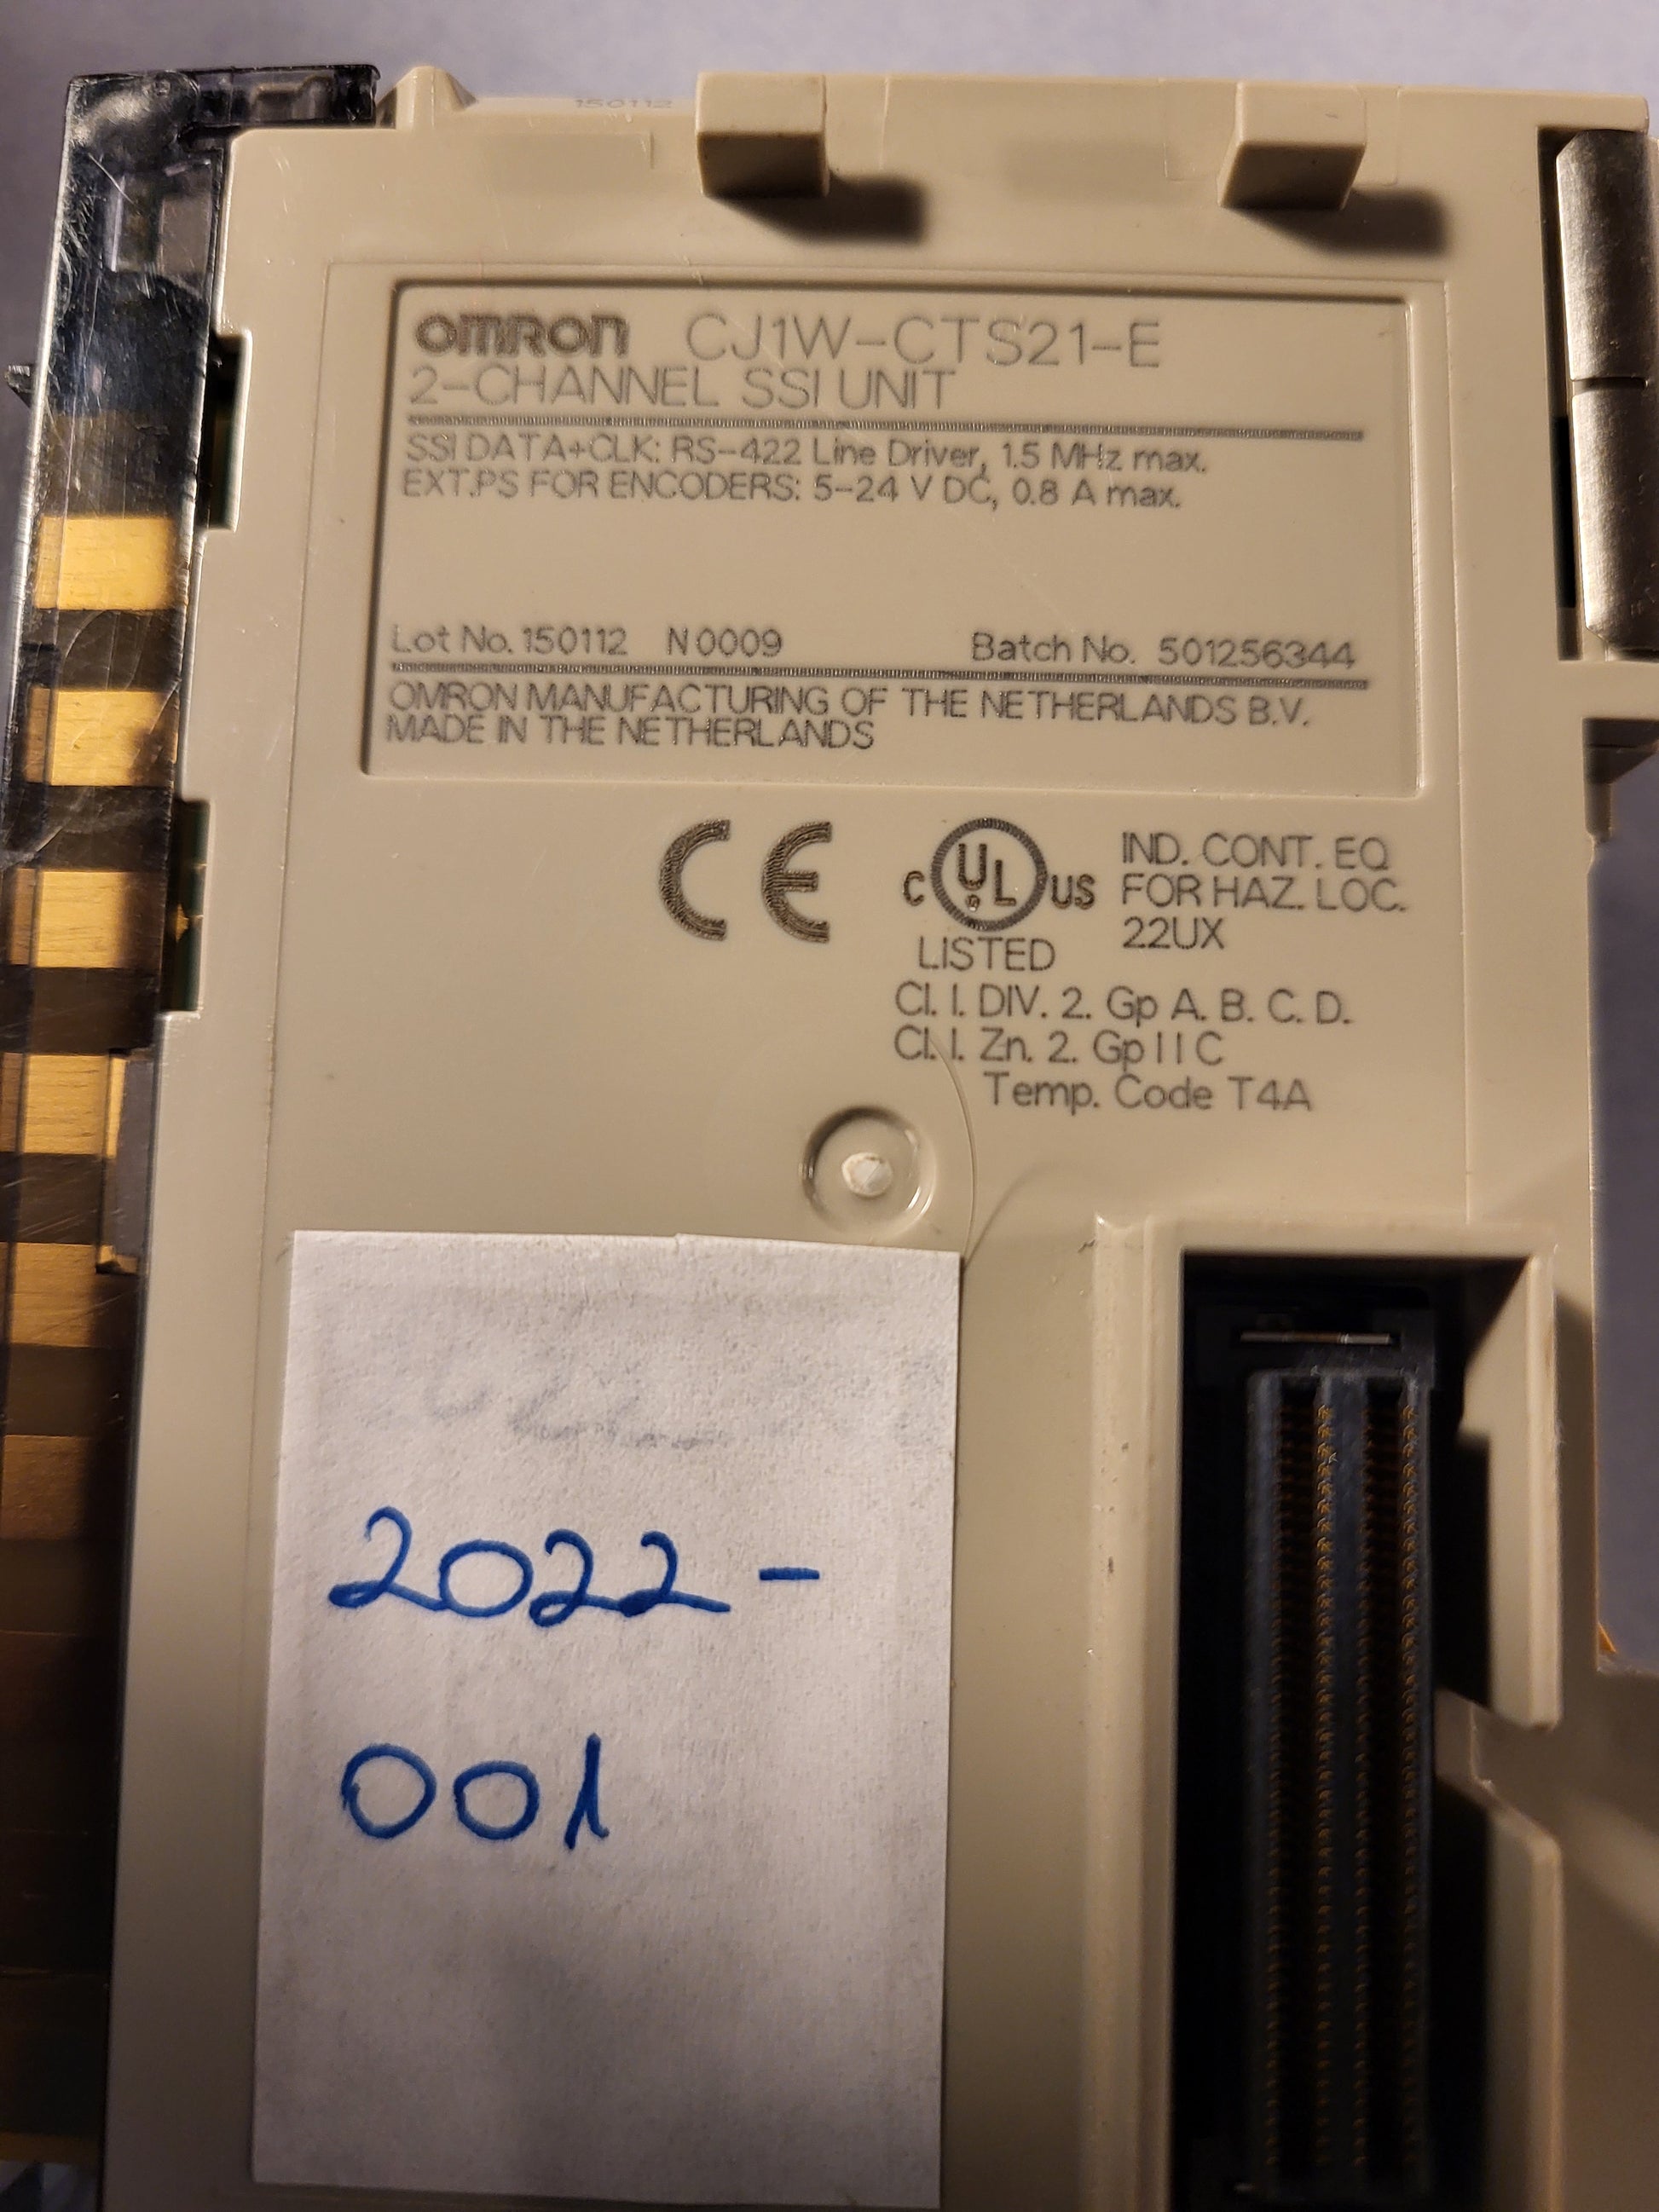 150112
OMRON CJ1W-CTS21-E
2-CHANNEL SSI UNIT
SSI DATA+CLK: RS-422 Line Driver, 1.5 MHz max.
EXT.PS FOR ENCODERS: 5-24 V DC, 0.8 A max.
Lot No. 150112 N0009 Batch No. 501256344
OMRON MANUFACTURING OF THE NETHERLANDS B.V.
MADE IN THE NETHERLANDS
CE C UL US IND. CONT. EQ
FOR HAZ. LOC.
22UX
LISTED
Cl. I. DIV. 2. Gp A. B. C. D.
Cl. I. Zn. 2. Gp IIC
Temp. Code T4A
2022-
001